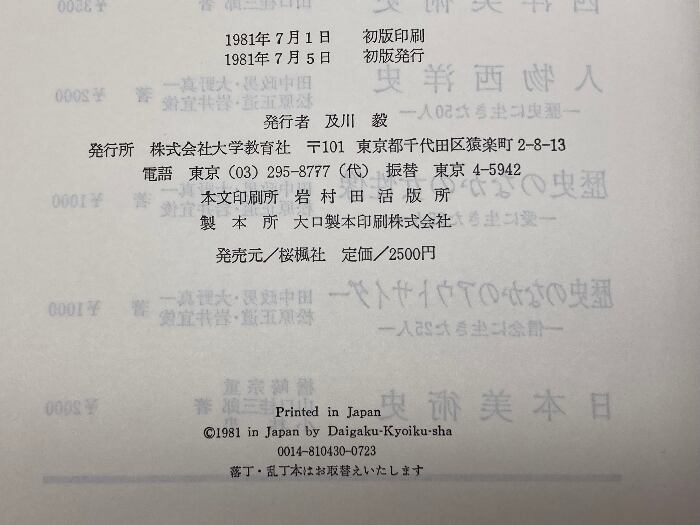 1981年7月1日　初版印刷
1981年7月5日　初版発行
発行者　及川　毅
発行所　株式会社大学教育社　〒101　東京都千代田区猿楽町2-8-13
電話　東京(03)295-8777(代)　振替　東京4-5942
本文印刷所　岩村田活版所
製本所　大口製本印刷株式会社
発売元/桜楓社　定価/2500円
Printed in Japan
©1981 in Japan by Daigaku-Kyoiku-sha
0014-810430-0723
落丁・乱丁本はお取替えいたします